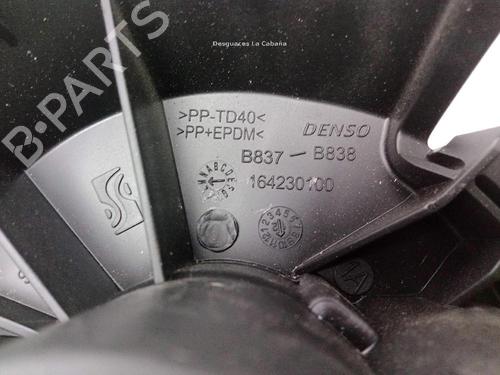 Desguaces La Cabaña
B-PARTS
>PP-TD40<
>PP+EPDM<
DENSO
B837-B838
164230100